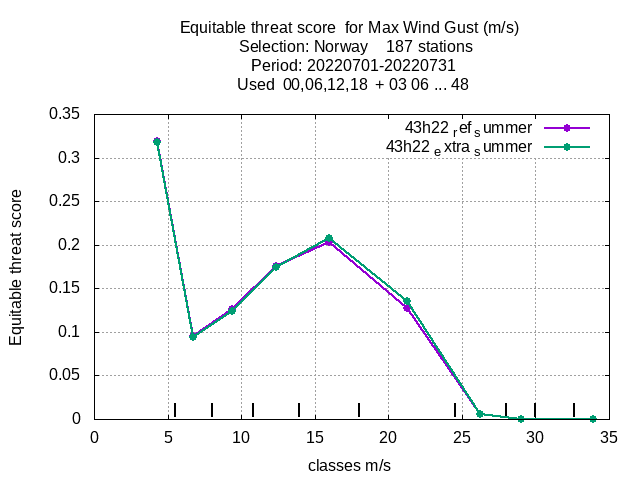 Equitable threat score  for Max Wind Gust (m/s)
Selection: Norway    187 stations
Period: 20220701-20220731
Used  00,06,12,18  + 03 06 ... 48
43h22 ref summer
43h22 extra summer
0.35
0.3
0.25
0.2
0.15
0.1
0.05
0
Equitable threat score
0 5 10 15 20 25 30 35
classes m/s